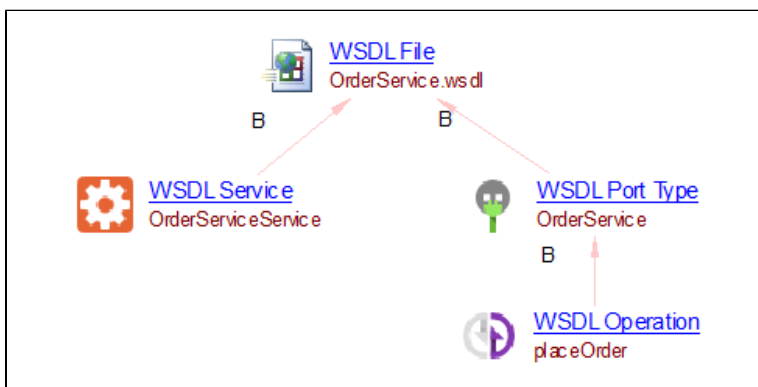 WSDL File
OrderService.wsdl
B
B
WSDL Service
OrderServiceService
WSDL Port Type
OrderService
B
WSDL Operation
placeOrder